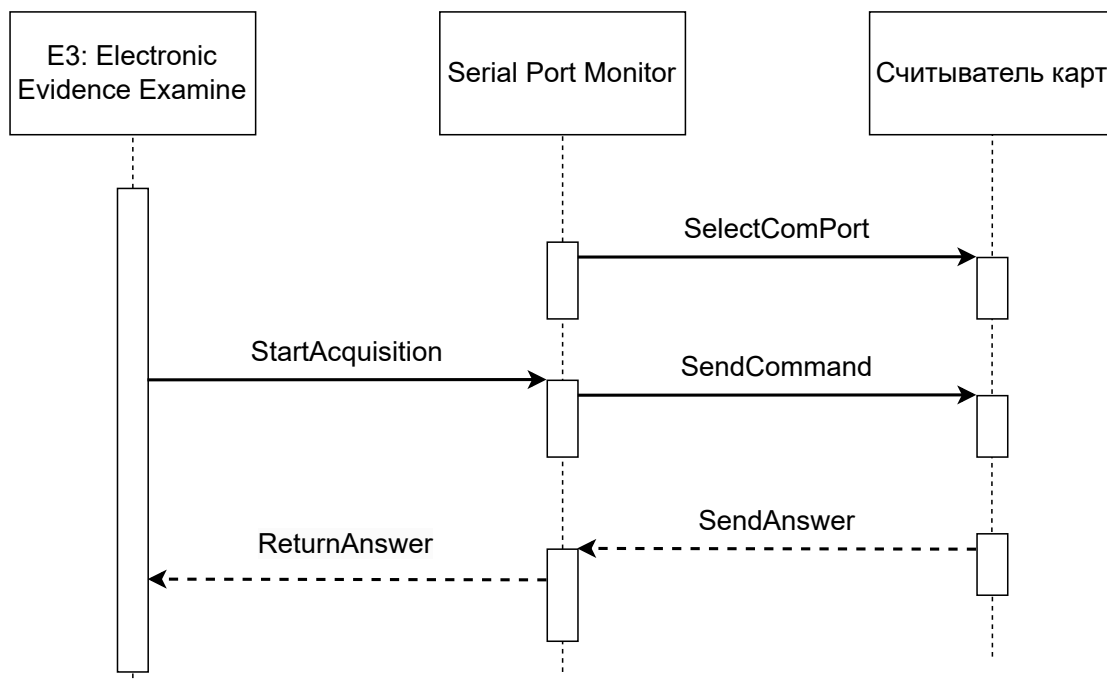 E3: Electronic
Evidence Examine
Serial Port Monitor
Считыватель карт
SelectComPort
StartAcquisition
SendCommand
SendAnswer
ReturnAnswer